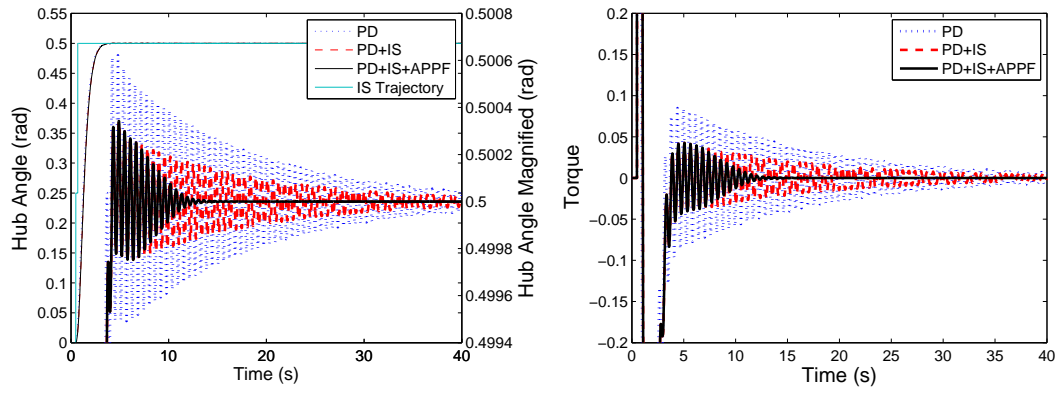 0.55
0.5
0.45
0.4
0.35
0.3
0.25
0.2
0.15
0.1
0.05
0
Hub Angle (rad)
0 10 20 30 40
Time (s)
0.5008
0.5006
0.5004
0.5002
0.5
0.4998
0.4996
0.4994
Hub Angle Magnified (rad)
PD
PD+IS
PD+IS+APPF
IS Trajectory
0.2
0.15
0.1
0.05
0
−0.05
−0.1
−0.15
−0.2
Torque
0 5 10 15 20 25 30 35 40
Time (s)
PD
PD+IS
PD+IS+APPF